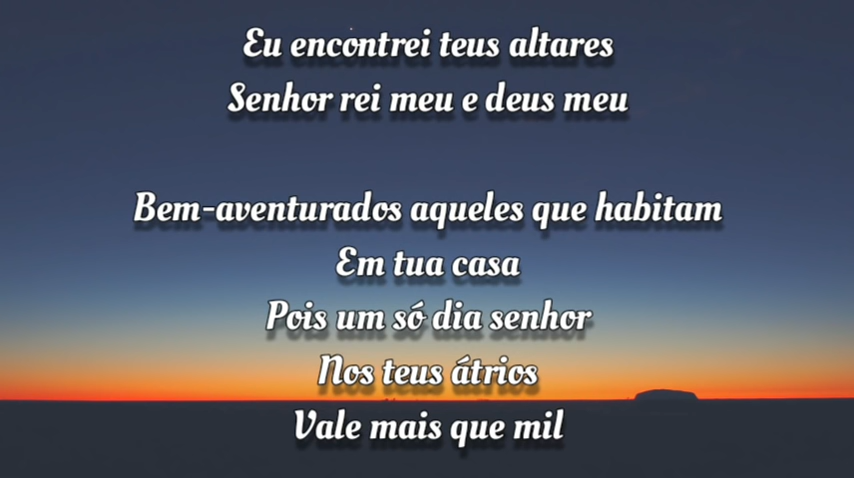 Eu encontrei teus altares
Senhor rei meu e deus meu
Bem-aventurados aqueles que habitam
Em tua casa
Pois um só dia senhor
Nos teus átrios
Vale mais que mil